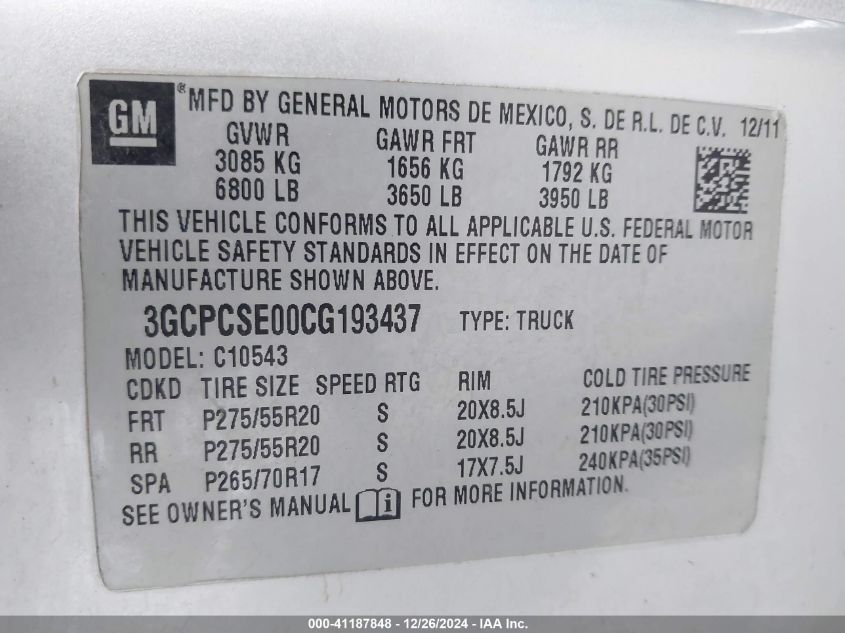 GM ® MFD BY GENERAL MOTORS DE MEXICO, S. DE R.L. DE C.V. 12/11
GVWR GAWR FRT GAWR RR
3085 KG 1656 KG 1792 KG
6800 LB 3650 LB 3950 LB
THIS VEHICLE CONFORMS TO ALL APPLICABLE U.S. FEDERAL MOTOR
VEHICLE SAFETY STANDARDS IN EFFECT ON THE DATE OF
MANUFACTURE SHOWN ABOVE.
3GCPCSE00CG193437 TYPE: TRUCK
MODEL: C10543
CDKD TIRE SIZE SPEED RTG RIM COLD TIRE PRESSURE
FRT P275/55R20 S 20X8.5J 210KPA(30PSI)
RR P275/55R20 S 20X8.5J 210KPA(30PSI)
SPA P265/70R17 S 17X7.5J 240KPA(35PSI)
SEE OWNER'S MANUAL i FOR MORE INFORMATION.
000-41187848 - 12/26/2024 - IAA Inc.